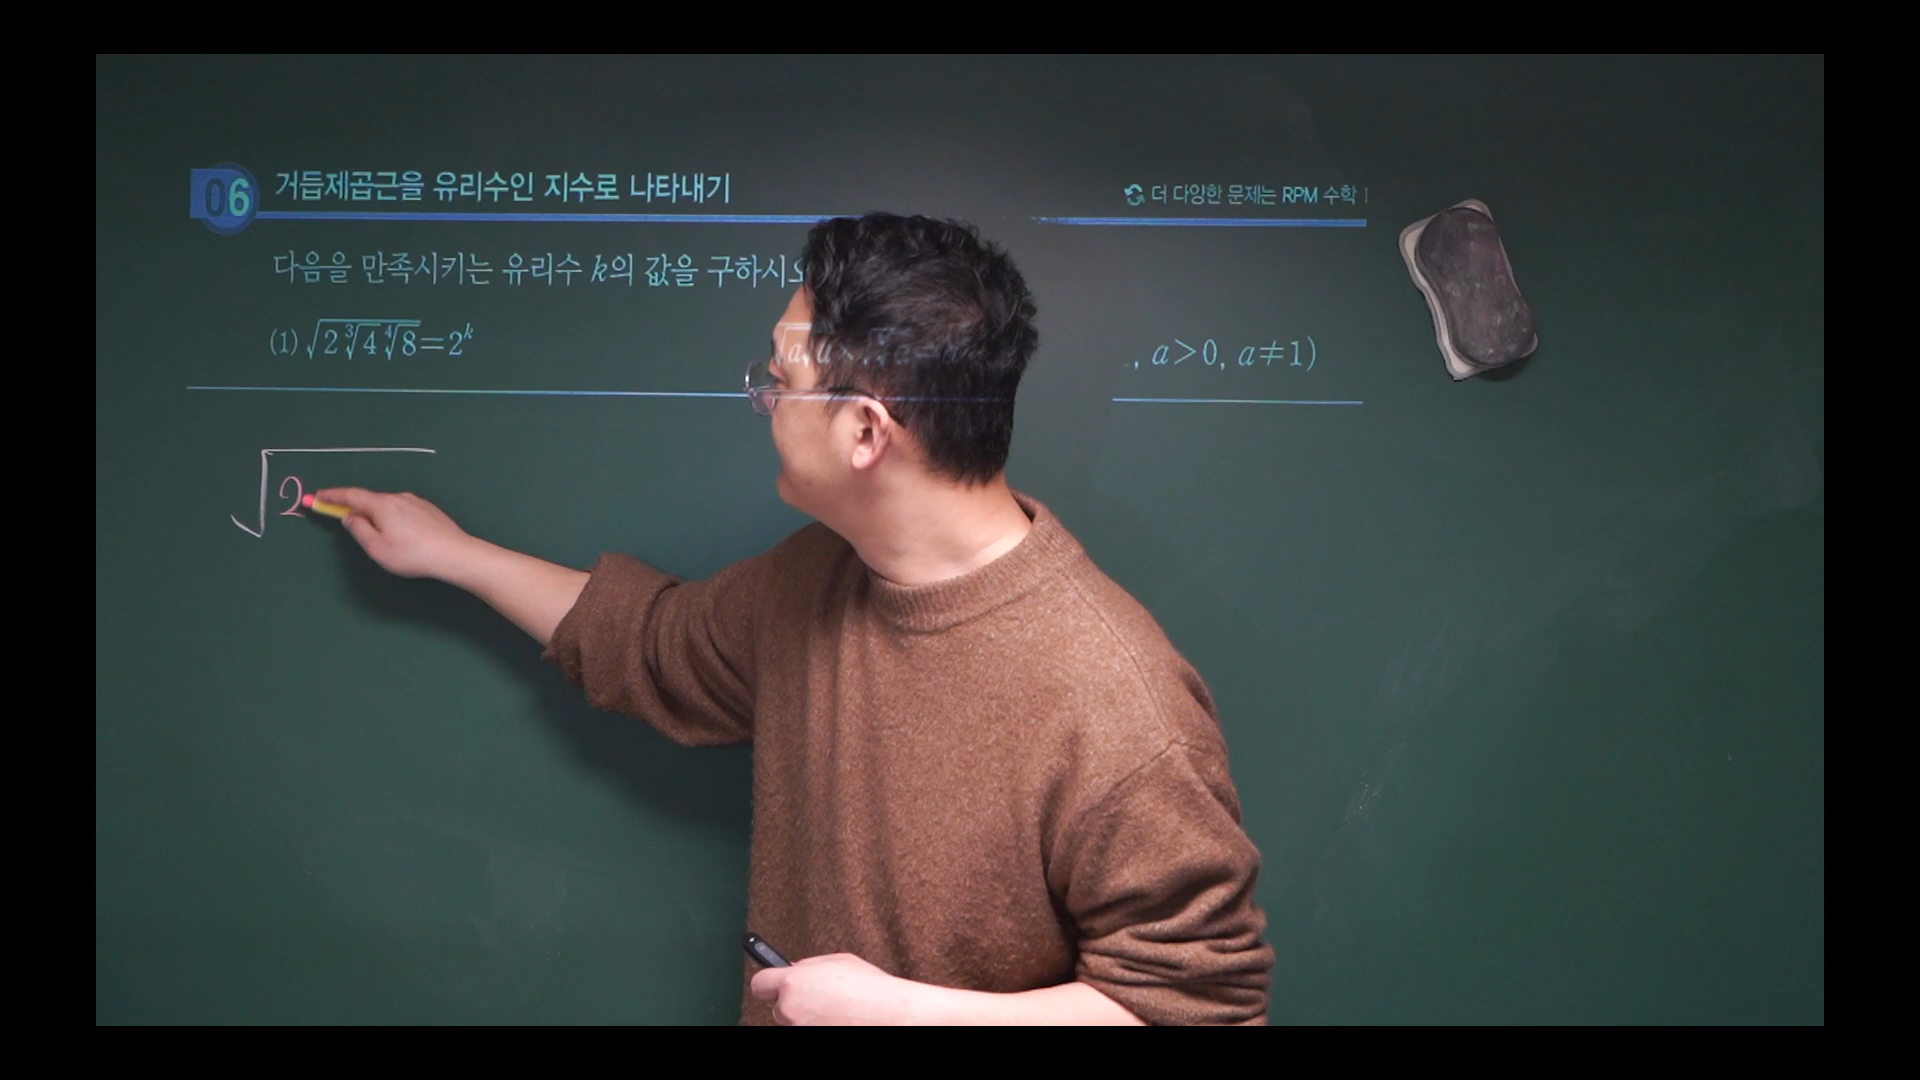 06 거듭제곱근을 유리수인 지수로 나타내기
더 다양한 문제는 RPM 수학 I
다음을 만족시키는 유리수 k의 값을 구하시오
(1) √(2∛4∜8)=2^k
, a>0, a≠1)
√2